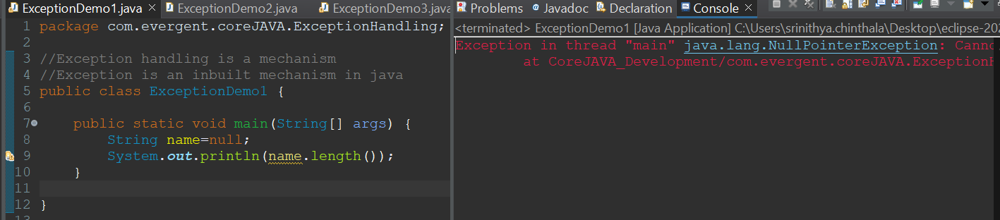 ExceptionDemo1.java
ExceptionDemo2.java
ExceptionDemo3.java
1 package com.evergent.coreJAVA.ExceptionHandling;
2
3 //Exception handling is a mechanism
4 //Exception is an inbuilt mechanism in java
5 public class ExceptionDemo1 {
6
7 public static void main(String[] args) {
8 String name=null;
9 System.out.println(name.length());
10 }
11
12 }
Problems @ Javadoc Declaration Console
<terminated> ExceptionDemo1 [Java Application] C:\Users\srinithya.chinthala\Desktop\eclipse-202
Exception in thread "main" java.lang.NullPointerException: Canno
at CoreJAVA_Development/com.evergent.coreJAVA.ExceptionH